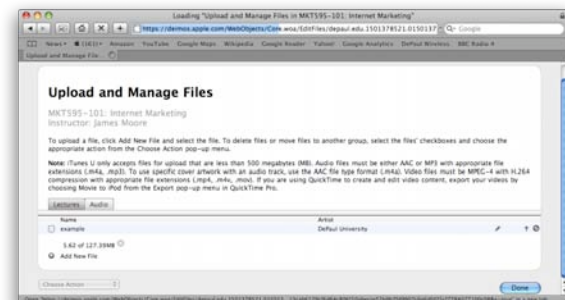 Loading "Upload and Manage Files in MKT595-101: Internet Marketing"
Google
News Amazon YouTube Google Maps Wikipedia Google Reader Yahoo! Google Analytics DePaul Wireless BBC Radio 4
Upload and Manage File...
Upload and Manage Files
MKT595-101: Internet Marketing
Instructor: James Moore
To upload a file, click Add New File and select the file. To delete files or move files to another group, select the files' checkboxes and choose the
appropriate action from the Choose Action pop-up menu.
Note: iTunes U only accepts files for upload that are less than 500 megabytes (MB). Audio files must be either AAC or MP3 with appropriate file
extensions (.m4a, .mp3). To use specific cover artwork with an audio track, use the AAC file type format (.m4a). Video files must be MPEG-4 with H.264
compression with appropriate file extensions (.mp4, .m4v, .mov). If you are using QuickTime to create and edit video content, export your videos by
choosing Movie to iPod from the Export pop-up menu in QuickTime Pro.
Lectures Audio
Name Artist
example DePaul University
5.62 of 127.39MB
Add New File
Choose Action
Done